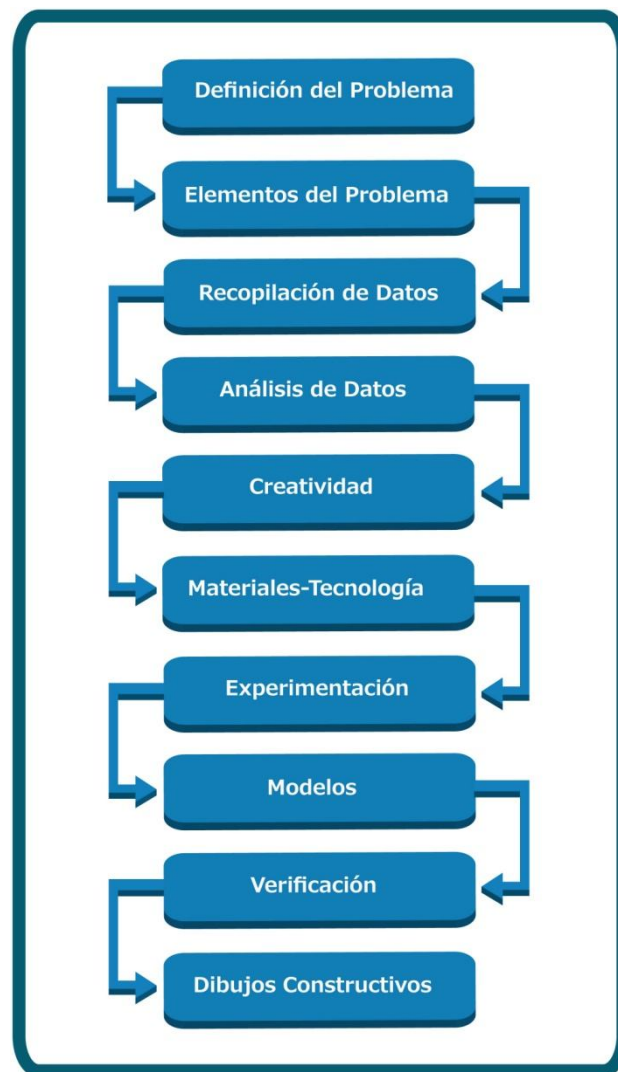 Definición del Problema
Elementos del Problema
Recopilación de Datos
Análisis de Datos
Creatividad
Materiales-Tecnología
Experimentación
Modelos
Verificación
Dibujos Constructivos